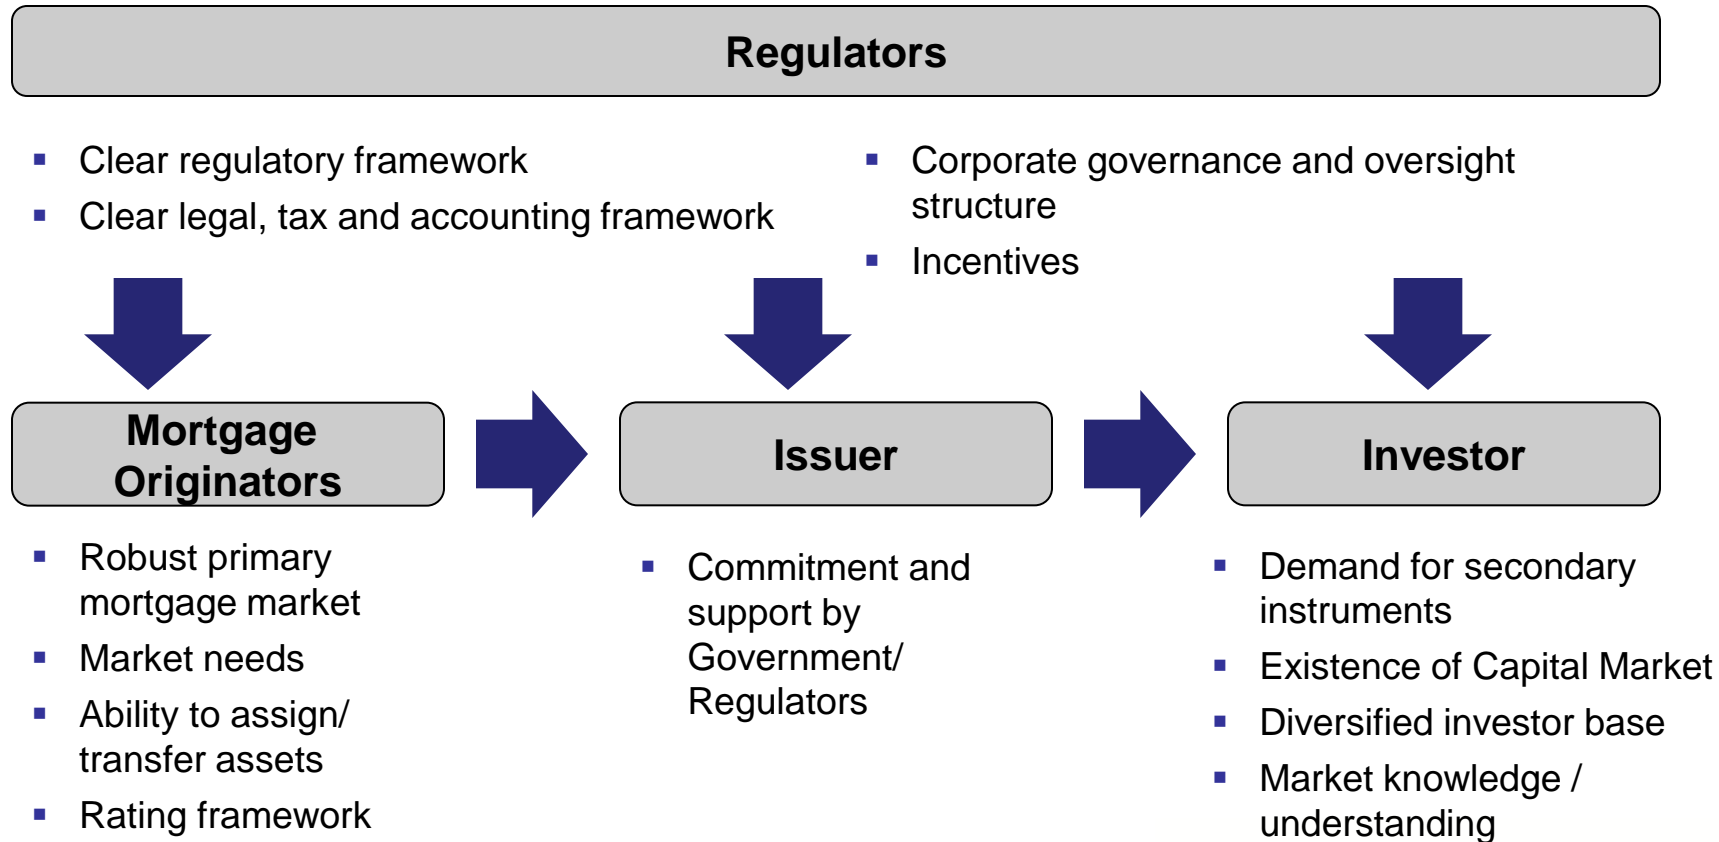 Regulators
▪ Clear regulatory framework
▪ Clear legal, tax and accounting framework
▪ Corporate governance and oversight
structure
▪ Incentives
Mortgage
Originators
Issuer
Investor
▪ Robust primary
mortgage market
▪ Market needs
▪ Ability to assign/
transfer assets
▪ Rating framework
▪ Commitment and
support by
Government/
Regulators
▪ Demand for secondary
instruments
▪ Existence of Capital Market
▪ Diversified investor base
▪ Market knowledge /
understanding